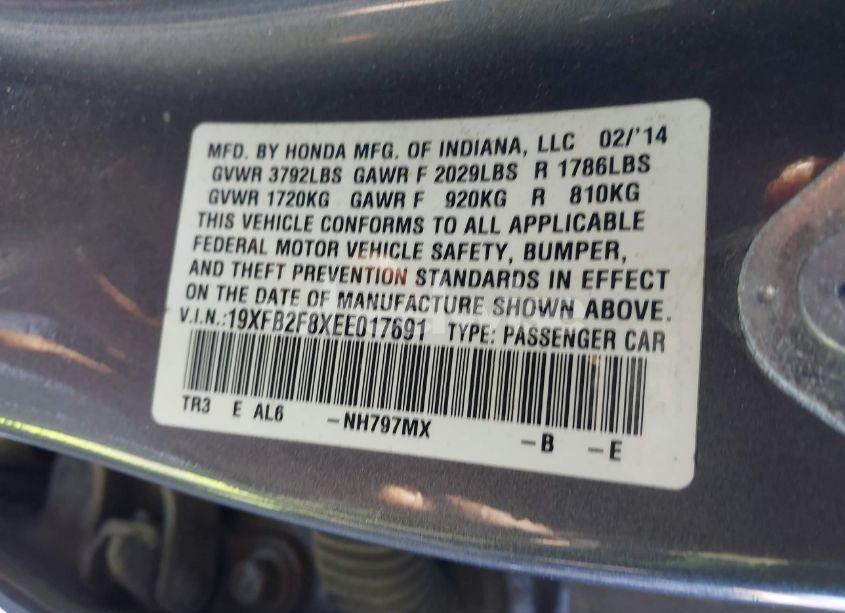 MFD. BY HONDA MFG. OF INDIANA, LLC 02/'14
GVWR 3792LBS GAWR F 2029LBS R 1786LBS
GVWR 1720KG GAWR F 920KG R 810KG
THIS VEHICLE CONFORMS TO ALL APPLICABLE
FEDERAL MOTOR VEHICLE SAFETY, BUMPER,
AND THEFT PREVENTION STANDARDS IN EFFECT
ON THE DATE OF MANUFACTURE SHOWN ABOVE.
V.I.N.:19XFB2F8XEE017691 TYPE: PASSENGER CAR
TR3 E AL6 -NH797MX -B -E